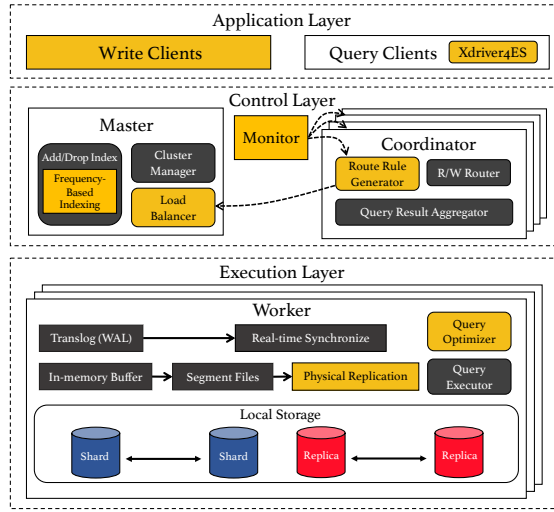 Application Layer
Write Clients
Query Clients
Xdriver4ES
Control Layer
Master
Add/Drop Index
Frequency-
Based
Indexing
Cluster
Manager
Load
Balancer
Monitor
Coordinator
Route Rule
Generator
R/W Router
Query Result Aggregator
Execution Layer
Worker
Translog (WAL)
Real-time Synchronize
Query
Optimizer
In-memory Buffer
Segment Files
Physical Replication
Query
Executor
Local Storage
Shard
Shard
Replica
Replica